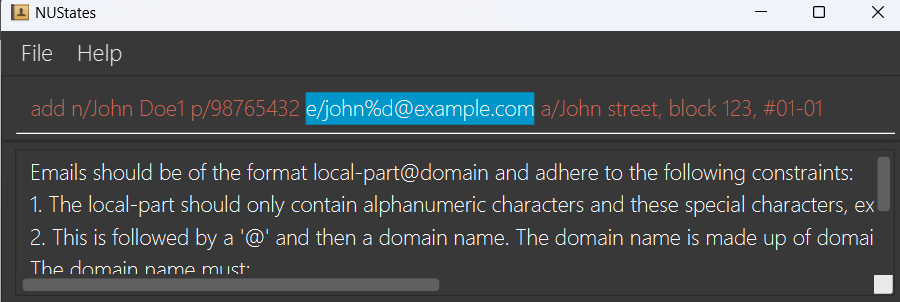 NUStates
File Help
add n/John Doe1 p/98765432 e/john%d@example.com a/John street, block 123, #01-01
Emails should be of the format local-part@domain and adhere to the following constraints:
1. The local-part should only contain alphanumeric characters and these special characters, ex
2. This is followed by a '@' and then a domain name. The domain name is made up of domai
The domain name must: